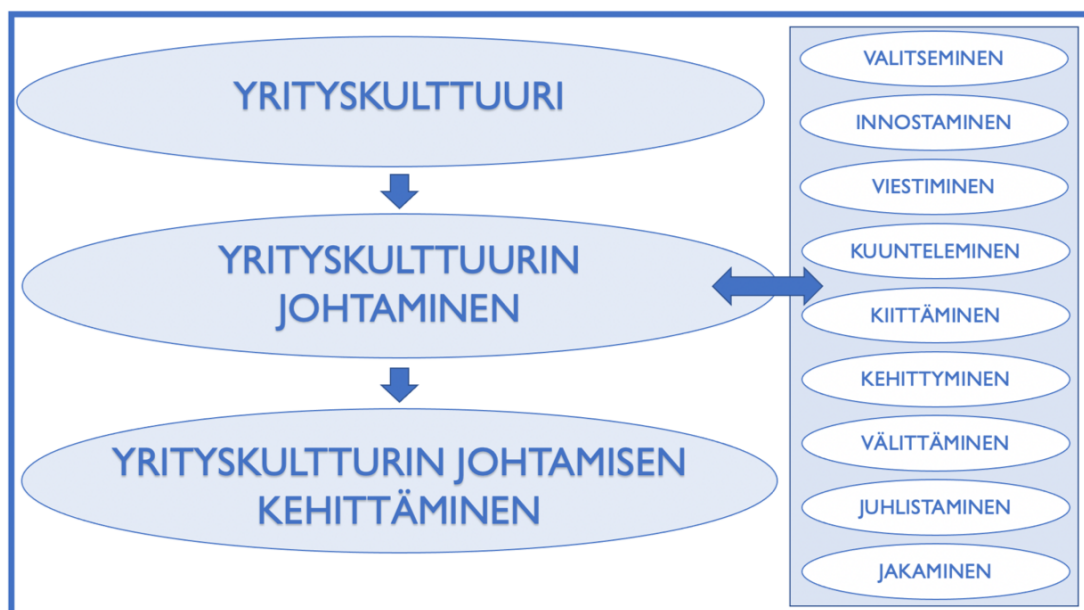 YRITYSKULTTUURI
YRITYSKULTTUURIN
JOHTAMINEN
YRITYSKULTTURIN JOHTAMISEN
KEHITTÄMINEN
VALITSEMINEN
INNOSTAMINEN
VIESTIMINEN
KUUNTELEMINEN
KIITTÄMINEN
KEHITTYMINEN
VÄLITTÄMINEN
JUHLISTAMINEN
JAKAMINEN